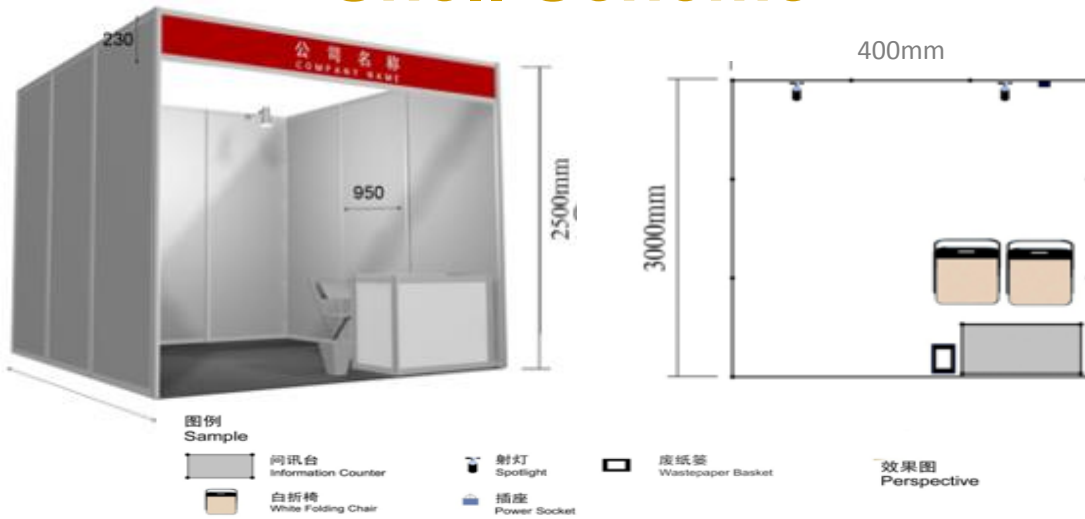 Shell Scheme
230
公司名称
COMPANY NAME
950
2500mm
400mm
3000mm
图例
Sample
问讯台
Information Counter
射灯
Spotlight
废纸篓
Wastepaper Basket
效果图
Perspective
白折椅
White Folding Chair
插座
Power Socket